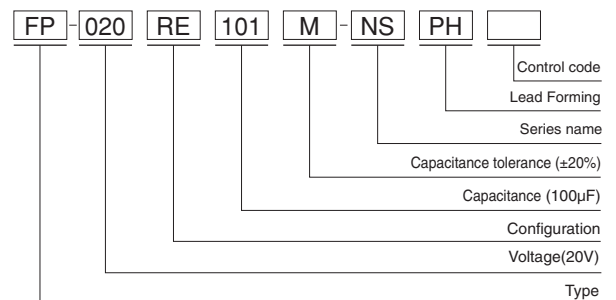 FP-020 RE 101 M-NS PH
Control code
Lead Forming
Series name
Capacitance tolerance (±20%)
Capacitance (100μF)
Configuration
Voltage(20V)
Type